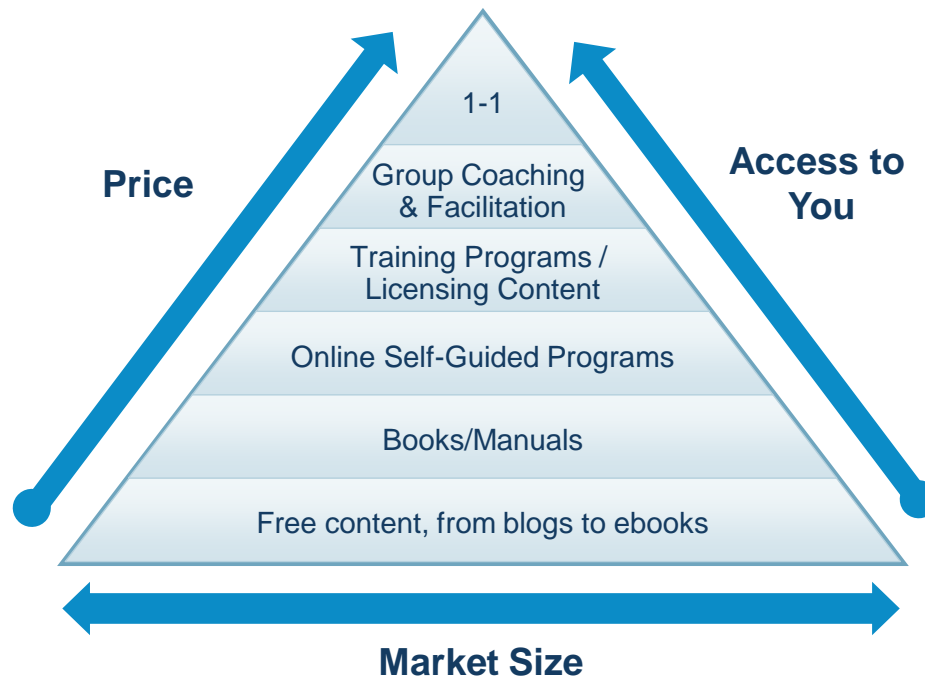 1-1
Price
Access to
You
Group Coaching
& Facilitation
Training Programs /
Licensing Content
Online Self-Guided Programs
Books/Manuals
Free content, from blogs to ebooks
Market Size